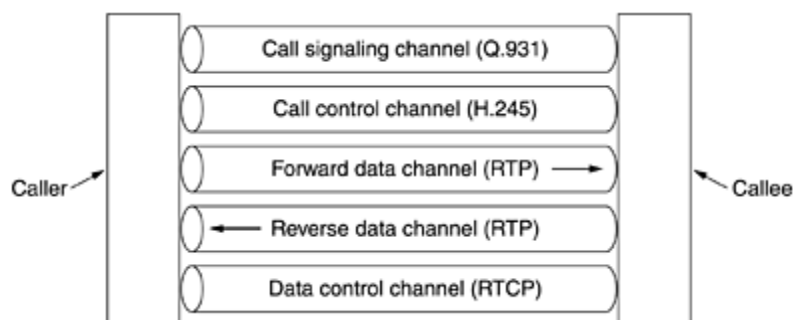 Call signaling channel (Q.931)
Call control channel (H.245)
Forward data channel (RTP)
Caller
Callee
Reverse data channel (RTP)
Data control channel (RTCP)